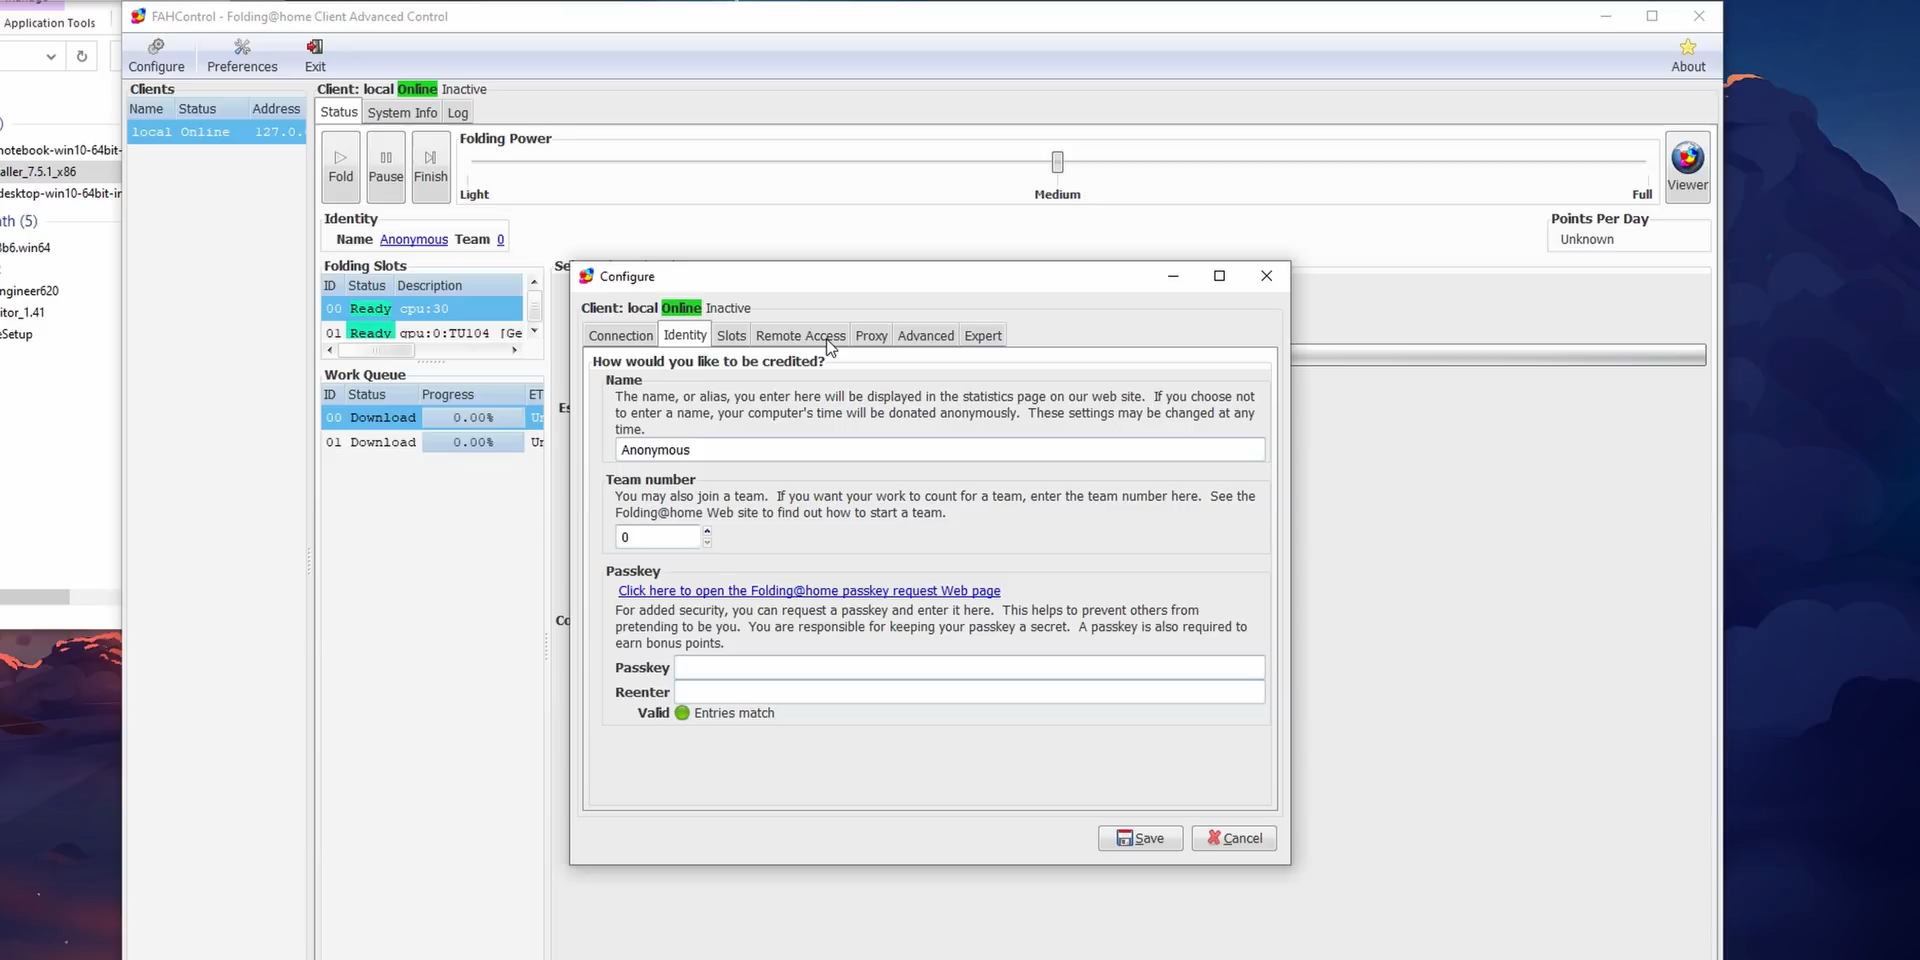 Application Tools
notebook-win10-64bit-
aller_7.5.1_x86
desktop-win10-64bit-in
ath (5)
8b6.win64
ngineer620
itor_1.41
eSetup
FAHControl - Folding@home Client Advanced Control
Configure
Preferences
Exit
About
Clients
Name Status Address
local Online 127.0.
Client: local Online Inactive
Status System Info Log
Fold
Pause
Finish
Folding Power
Light
Medium
Full
Viewer
Identity
Name Anonymous Team 0
Points Per Day
Unknown
Folding Slots
ID Status Description
00 Ready cpu:30
01 Ready gpu:0:TU104 [Ge
Work Queue
ID Status Progress ET
00 Download 0.00% Ur
01 Download 0.00% Ur
Se
Es
Co
Configure
Client: local Online Inactive
Connection Identity Slots Remote Access Proxy Advanced Expert
How would you like to be credited?
Name
The name, or alias, you enter here will be displayed in the statistics page on our web site. If you choose not
to enter a name, your computer's time will be donated anonymously. These settings may be changed at any
time.
Anonymous
Team number
You may also join a team. If you want your work to count for a team, enter the team number here. See the
Folding@home Web site to find out how to start a team.
0
Passkey
Click here to open the Folding@home passkey request Web page
For added security, you can request a passkey and enter it here. This helps to prevent others from
pretending to be you. You are responsible for keeping your passkey a secret. A passkey is also required to
earn bonus points.
Passkey
Reenter
Valid Entries match
Save
Cancel